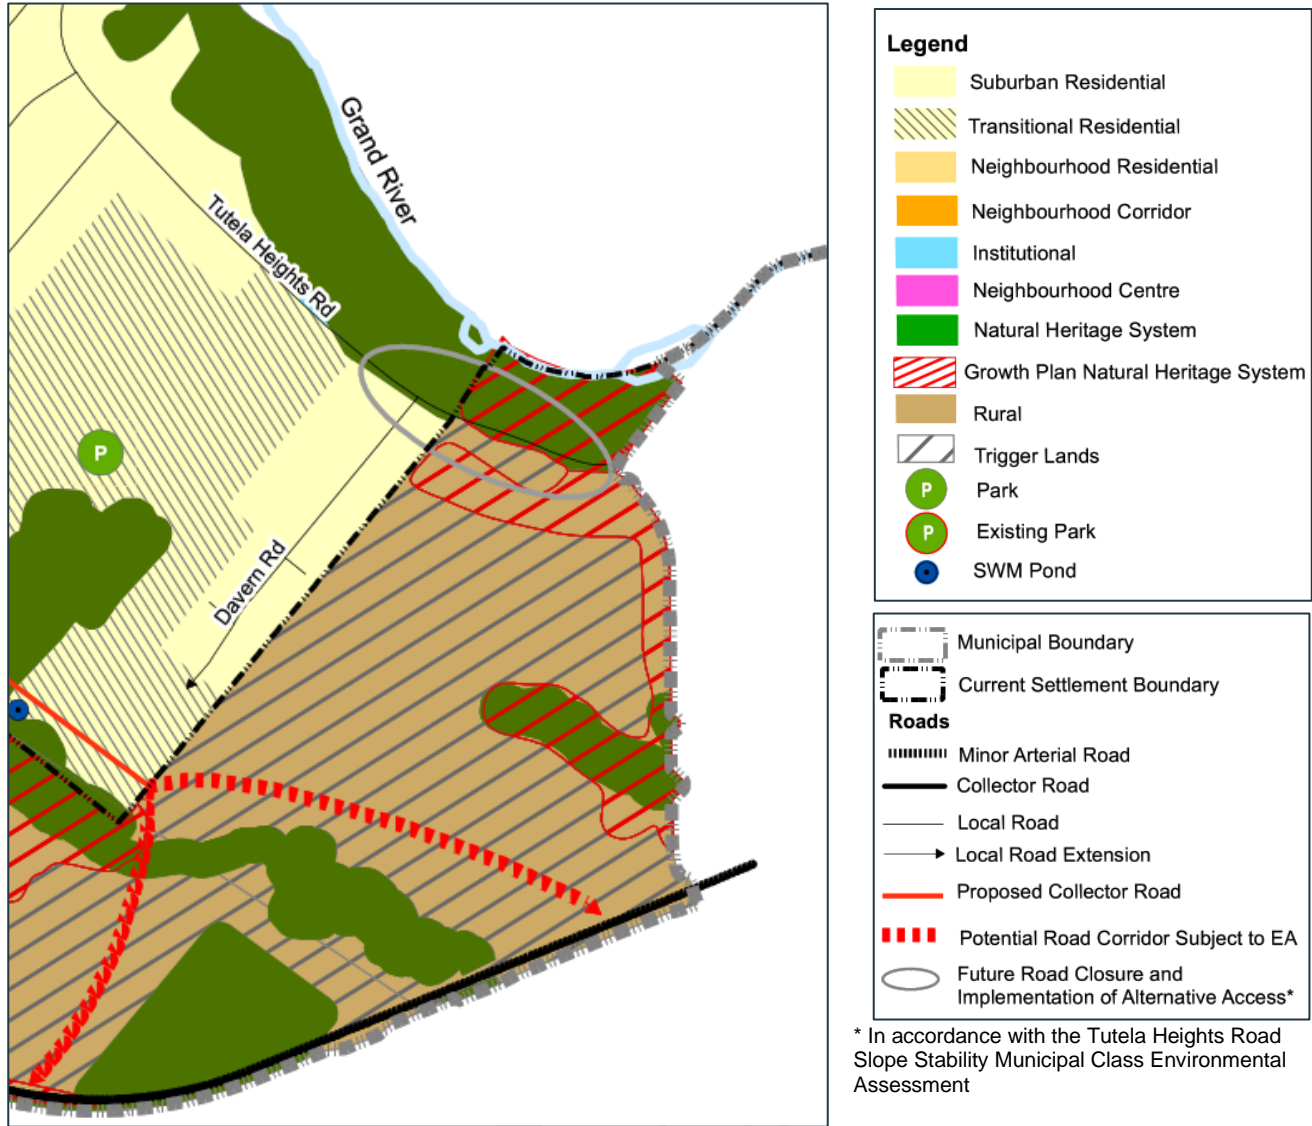 Grand River
Tutela Heights Rd
P
Davern Rd
Legend
Suburban Residential
Transitional Residential
Neighbourhood Residential
Neighbourhood Corridor
Institutional
Neighbourhood Centre
Natural Heritage System
Growth Plan Natural Heritage System
Rural
Trigger Lands
P Park
P Existing Park
SWM Pond
Municipal Boundary
Current Settlement Boundary
Roads
Minor Arterial Road
Collector Road
Local Road
Local Road Extension
Proposed Collector Road
Potential Road Corridor Subject to EA
Future Road Closure and
Implementation of Alternative Access*
* In accordance with the Tutela Heights Road
Slope Stability Municipal Class Environmental
Assessment